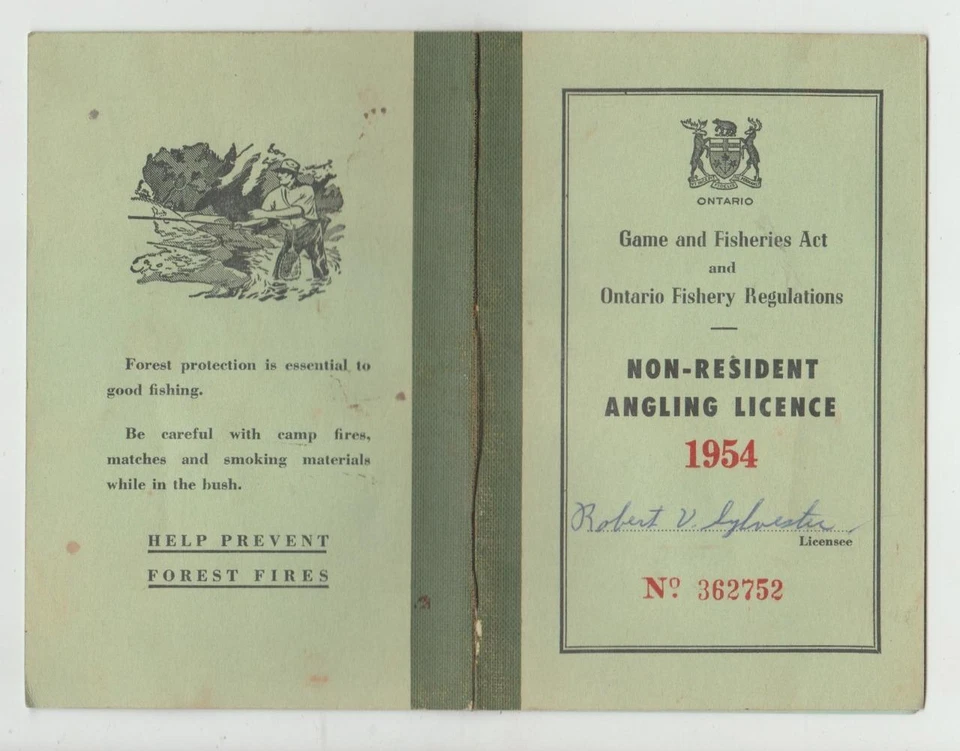 Forest protection is essential to
good fishing.
Be careful with camp fires,
matches and smoking materials
while in the bush.
HELP PREVENT
FOREST FIRES
ONTARIO
Game and Fisheries Act
and
Ontario Fishery Regulations
NON-RESIDENT
ANGLING LICENCE
1954
Robert V. Sylvester
Licensee
Nº 362752